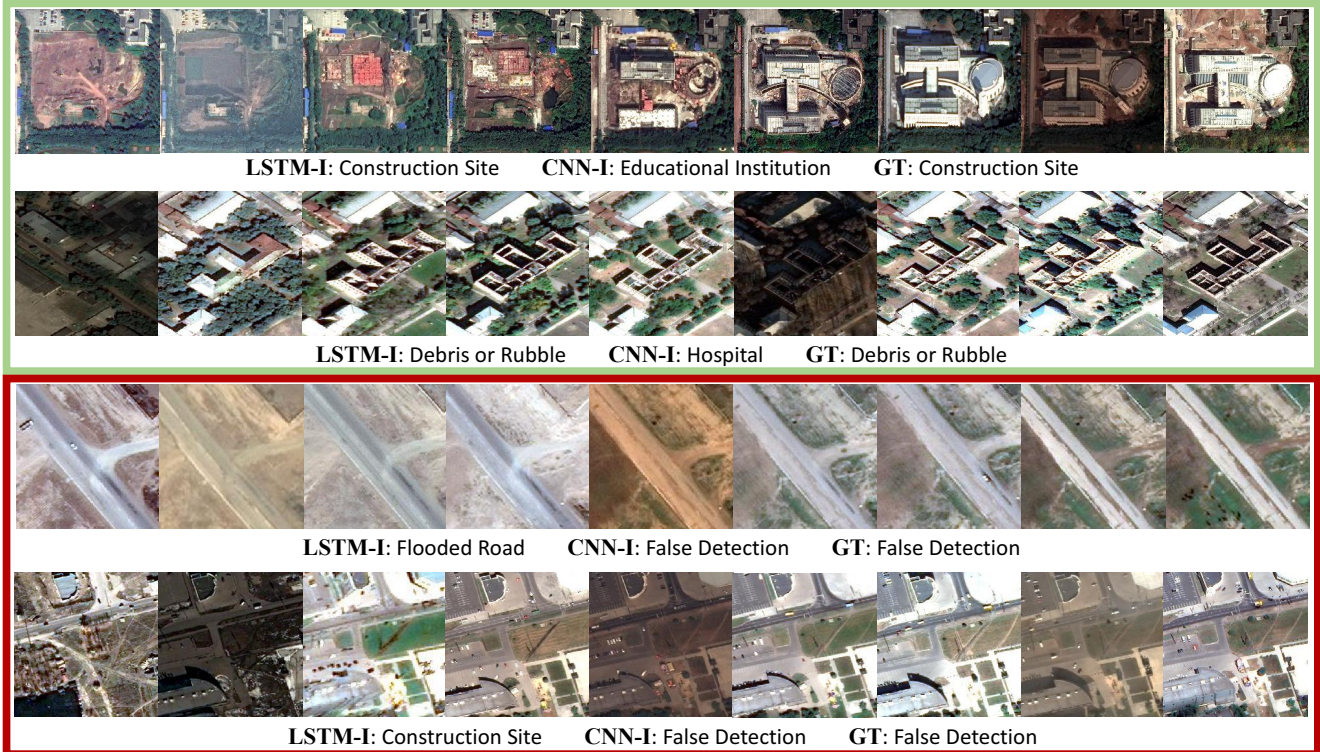 LSTM-I: Construction Site CNN-I: Educational Institution GT: Construction Site
LSTM-I: Debris or Rubble CNN-I: Hospital GT: Debris or Rubble
LSTM-I: Flooded Road CNN-I: False Detection GT: False Detection
LSTM-I: Construction Site CNN-I: False Detection GT: False Detection